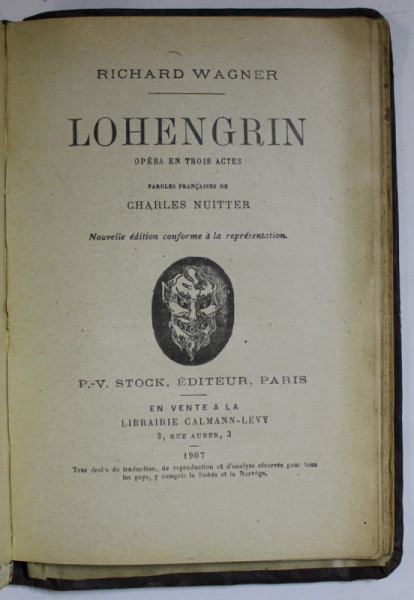 RICHARD WAGNER
LOHENGRIN
OPÉRA EN TROIS ACTES
PAROLES FRANÇAISES DE
CHARLES NUITTER
Nouvelle édition conforme à la représentation.
STOCK
P.-V. STOCK, ÉDITEUR, PARIS
EN VENTE A LA
LIBRAIRIE CALMANN-LÉVY
3, RUE AUBER, 3
1907
Tous droits de traduction, de reproduction et d'analyse réservés pour tous
les pays, y compris la Suède et la Norvège.